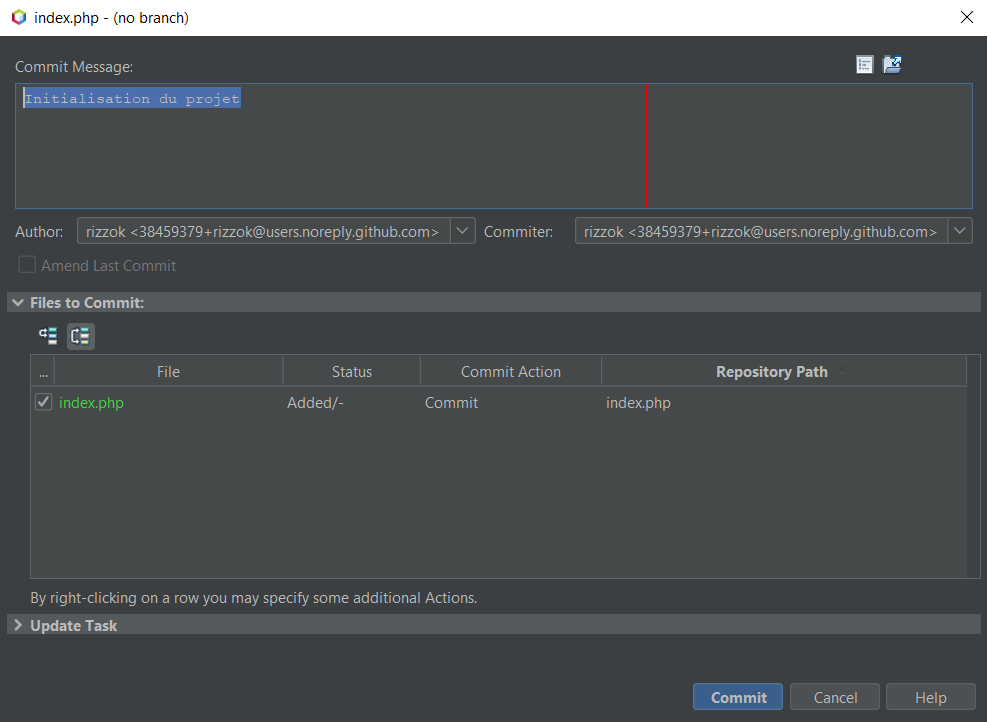 index.php - (no branch)
Commit Message:
Initialisation du projet
Author: rizzok <38459379+rizzok@users.noreply.github.com> Commiter: rizzok <38459379+rizzok@users.noreply.github.com>
Amend Last Commit
Files to Commit:
... File Status Commit Action Repository Path
index.php Added/- Commit index.php
By right-clicking on a row you may specify some additional Actions.
Update Task
Commit Cancel Help